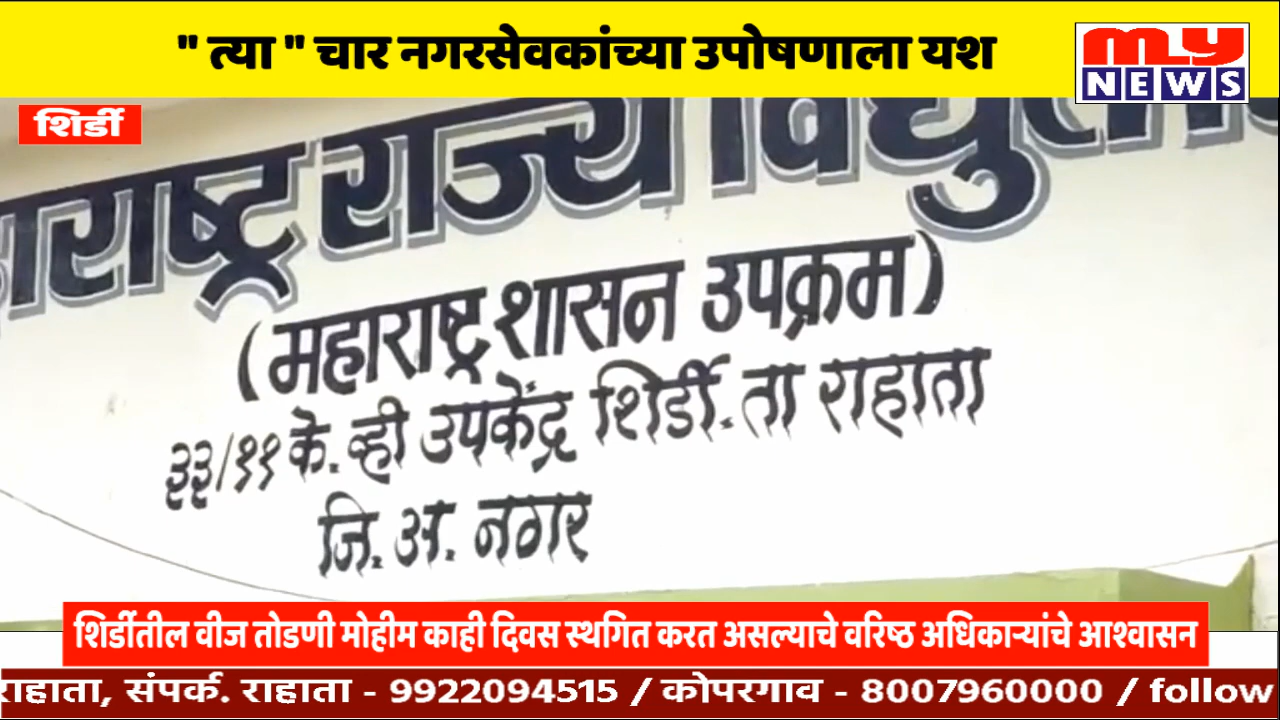 " त्या " चार नगरसेवकांच्या उपोषणाला यश
my
NEWS
शिर्डी
राज्य
(महाराष्ट्र शासन उपक्रम)
३३/११ के. व्ही उपकेंद्र शिर्डी. ता राहाता
जि. अ. नगर
शिर्डीतील वीज तोडणी मोहीम काही दिवस स्थगित करत असल्याचे वरिष्ठ अधिकाऱ्यांचे आश्वासन
राहाता, संपर्क. राहाता - 9922094515 / कोपरगाव - 8007960000 / follow